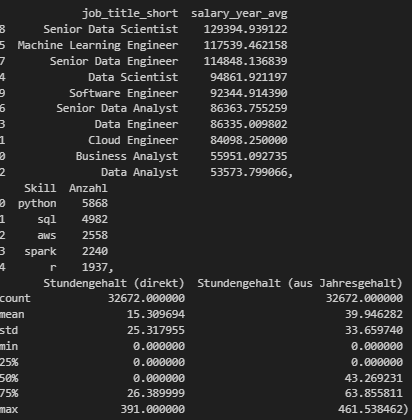 job_title_short salary_year_avg
8 Senior Data Scientist 129394.939122
5 Machine Learning Engineer 117539.462158
7 Senior Data Engineer 114848.136839
4 Data Scientist 94861.921197
9 Software Engineer 92344.914390
6 Senior Data Analyst 86363.755259
3 Data Engineer 86335.009802
1 Cloud Engineer 84098.250000
0 Business Analyst 55951.092735
2 Data Analyst 53573.799066,
Skill Anzahl
0 python 5868
1 sql 4982
2 aws 2558
3 spark 2240
4 r 1937,
Stundengehalt (direkt) Stundengehalt (aus Jahresgehalt)
count 32672.000000 32672.000000
mean 15.309694 39.946282
std 25.317955 33.659740
min 0.000000 0.000000
25% 0.000000 0.000000
50% 0.000000 43.269231
75% 26.389999 63.855811
max 391.000000 461.538462)